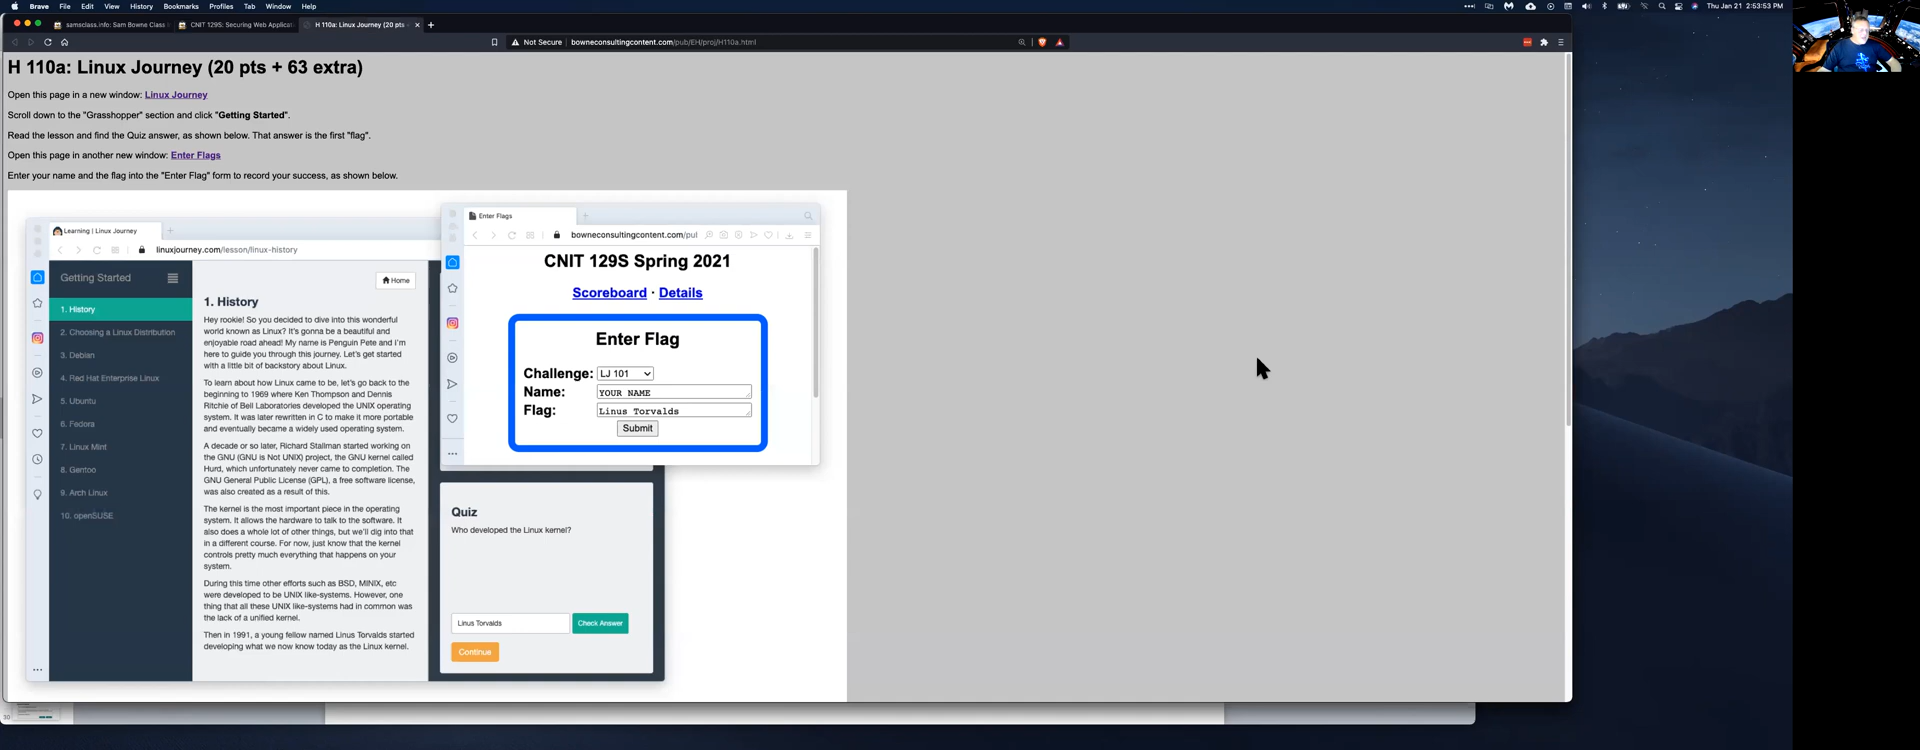 Brave File Edit View History Bookmarks Profiles Tab Window Help
Thu Jan 21 2:53:53 PM
samsclass.info: Sam Bowne Class
CNIT 129S: Securing Web Applicat
H 110a: Linux Journey (20 pts
Not Secure bowneconsultingcontent.com/pub/EH/proj/H110a.html
H 110a: Linux Journey (20 pts + 63 extra)
Open this page in a new window: Linux Journey
Scroll down to the "Grasshopper" section and click "Getting Started".
Read the lesson and find the Quiz answer, as shown below. That answer is the first "flag".
Open this page in another new window: Enter Flags
Enter your name and the flag into the "Enter Flag" form to record your success, as shown below.
Learning | Linux Journey
linuxjourney.com/lesson/linux-history
Getting Started
1. History
2. Choosing a Linux Distribution
3. Debian
4. Red Hat Enterprise Linux
5. Ubuntu
6. Fedora
7. Linux Mint
8. Gentoo
9. Arch Linux
10. openSUSE
Home
1. History
Hey rookie! So you decided to dive into this wonderful
world known as Linux? It's gonna be a beautiful and
enjoyable road ahead! My name is Penguin Pete and I'm
here to guide you through this journey. Let's get started
with a little bit of backstory about Linux.
To learn about how Linux came to be, let's go back to the
beginning to 1969 where Ken Thompson and Dennis
Ritchie of Bell Laboratories developed the UNIX operating
system. It was later rewritten in C to make it more portable
and eventually became a widely used operating system.
A decade or so later, Richard Stallman started working on
the GNU (GNU is Not UNIX) project, the GNU kernel called
Hurd, which unfortunately never came to completion. The
GNU General Public License (GPL), a free software license,
was also created as a result of this.
The kernel is the most important piece in the operating
system. It allows the hardware to talk to the software. It
also does a whole lot of other things, but we'll dig into that
in a different course. For now, just know that the kernel
controls pretty much everything that happens on your
system.
During this time other efforts such as BSD, MINIX, etc
were developed to be UNIX like-systems. However, one
thing that all these UNIX like-systems had in common was
the lack of a unified kernel.
Then in 1991, a young fellow named Linus Torvalds started
developing what we now know today as the Linux kernel.
Enter Flags
bowneconsultingcontent.com/pul
CNIT 129S Spring 2021
Scoreboard · Details
Enter Flag
Challenge: LJ 101
Name: YOUR NAME
Flag: Linus Torvalds
Submit
Quiz
Who developed the Linux kernel?
Linus Torvalds
Check Answer
Continue
30